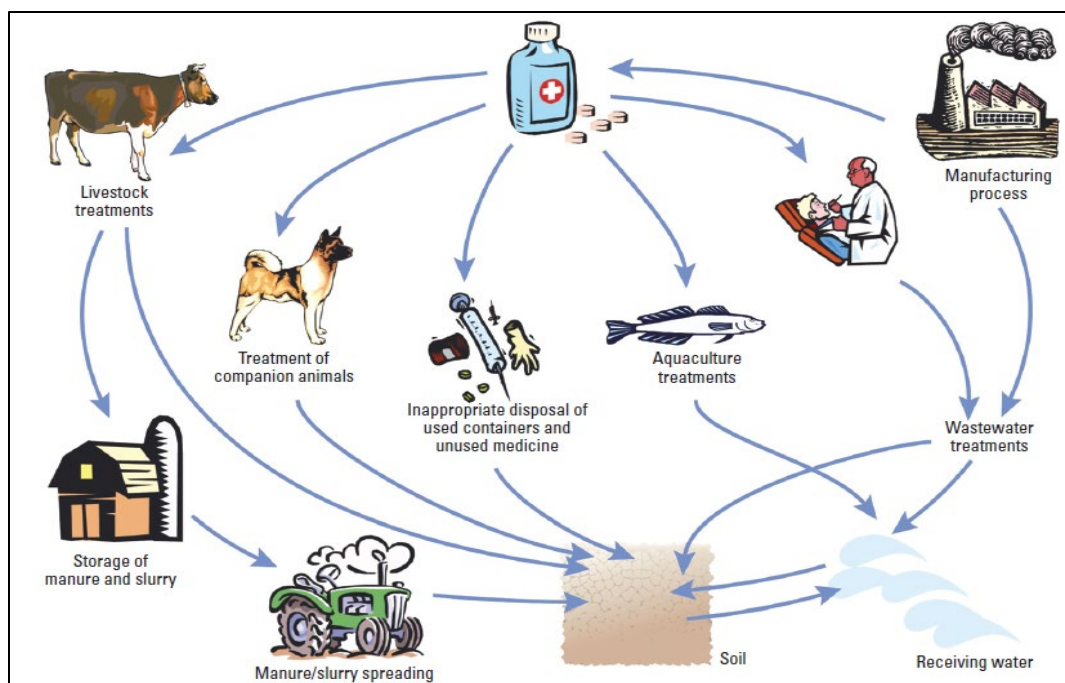 Livestock
treatments
Manufacturing
process
Treatment of
companion animals
Inappropriate disposal of
used containers and
unused medicine
Aquaculture
treatments
Wastewater
treatments
Storage of
manure and slurry
Manure/slurry spreading
Soil
Receiving water